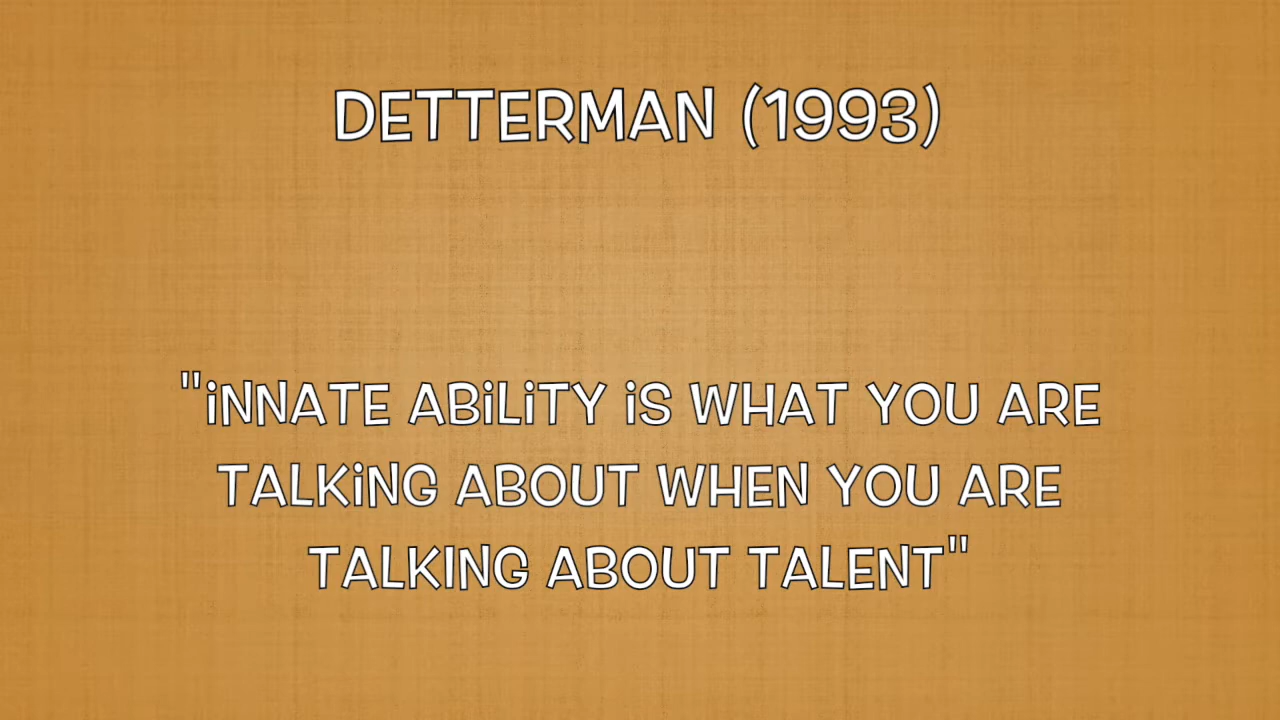 DETTERMAN (1993)
"iNNATE ABiLiTY iS WHAT YOU ARE
TALKiNG ABOUT WHEN YOU ARE
TALKING ABOUT TALENT"